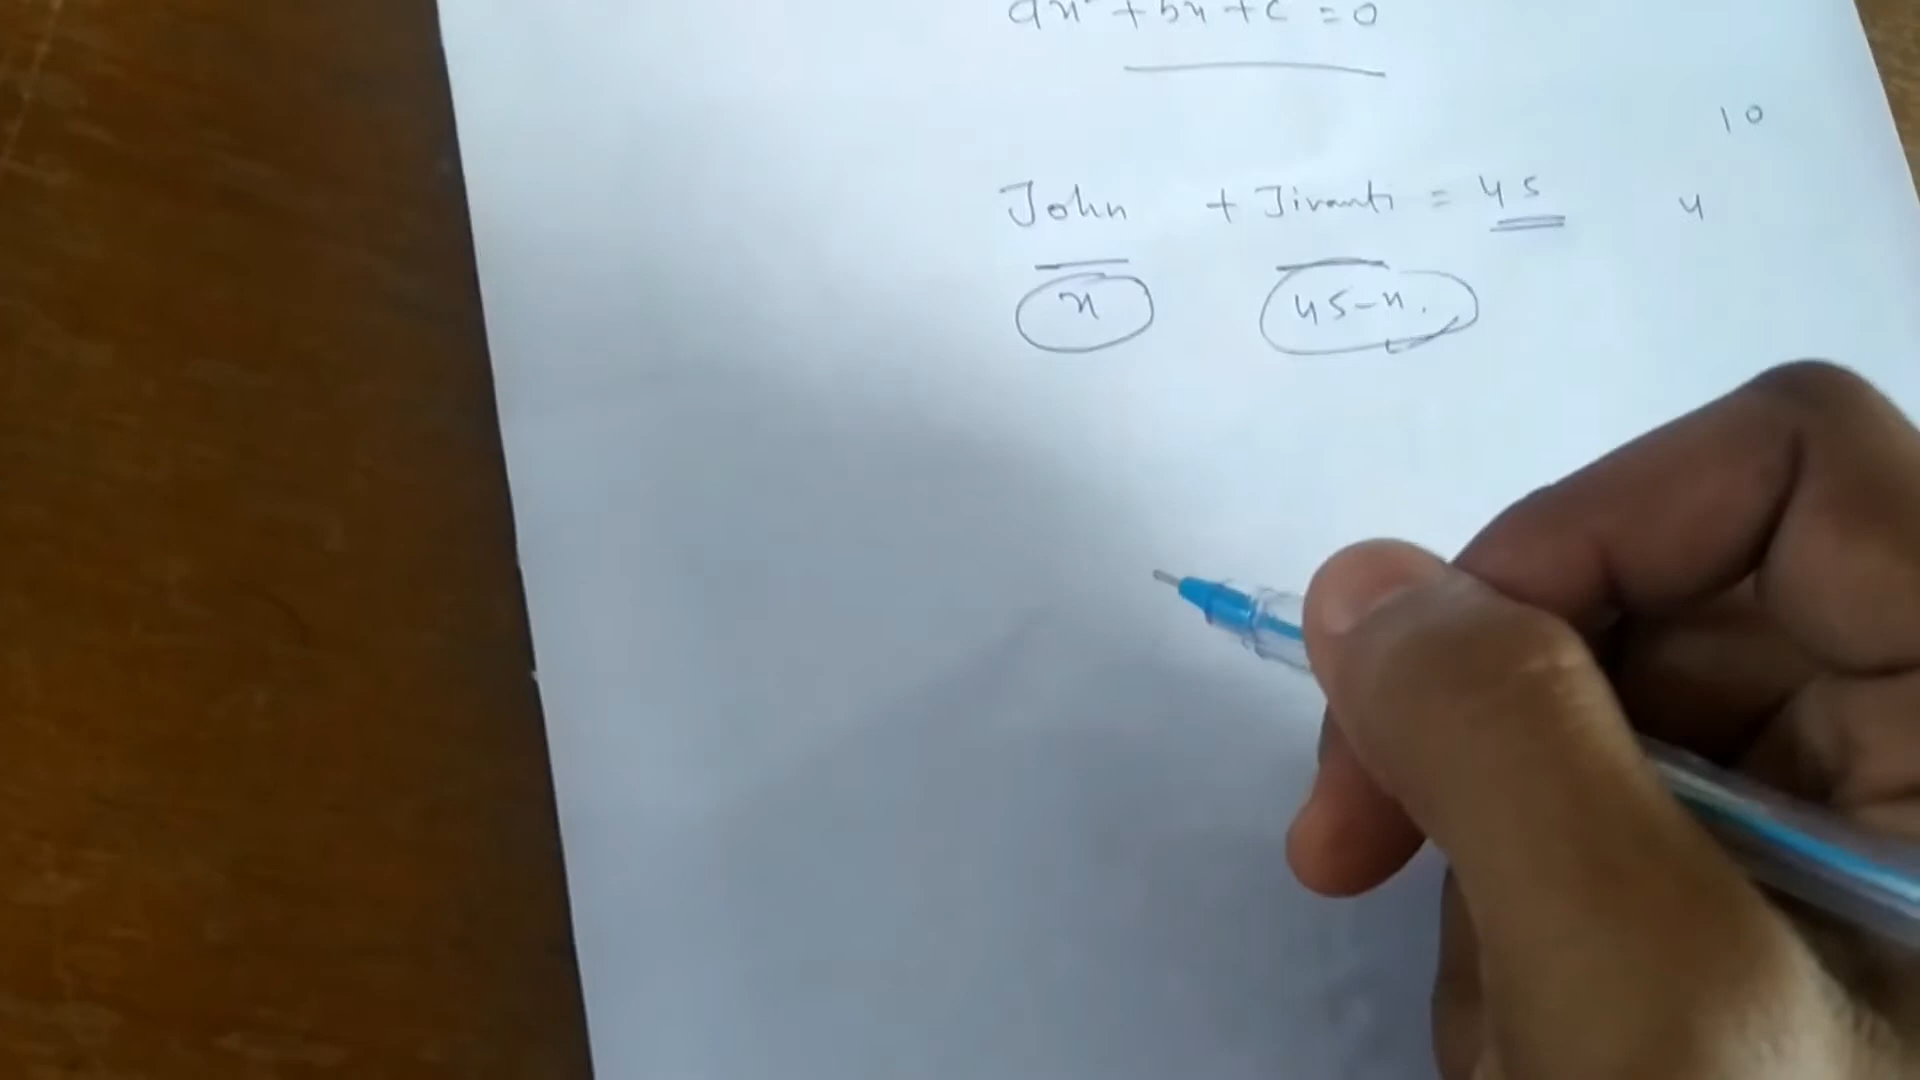 ax² + bx + c = 0
10
John + Jivanti = 45
4
x 45-x.